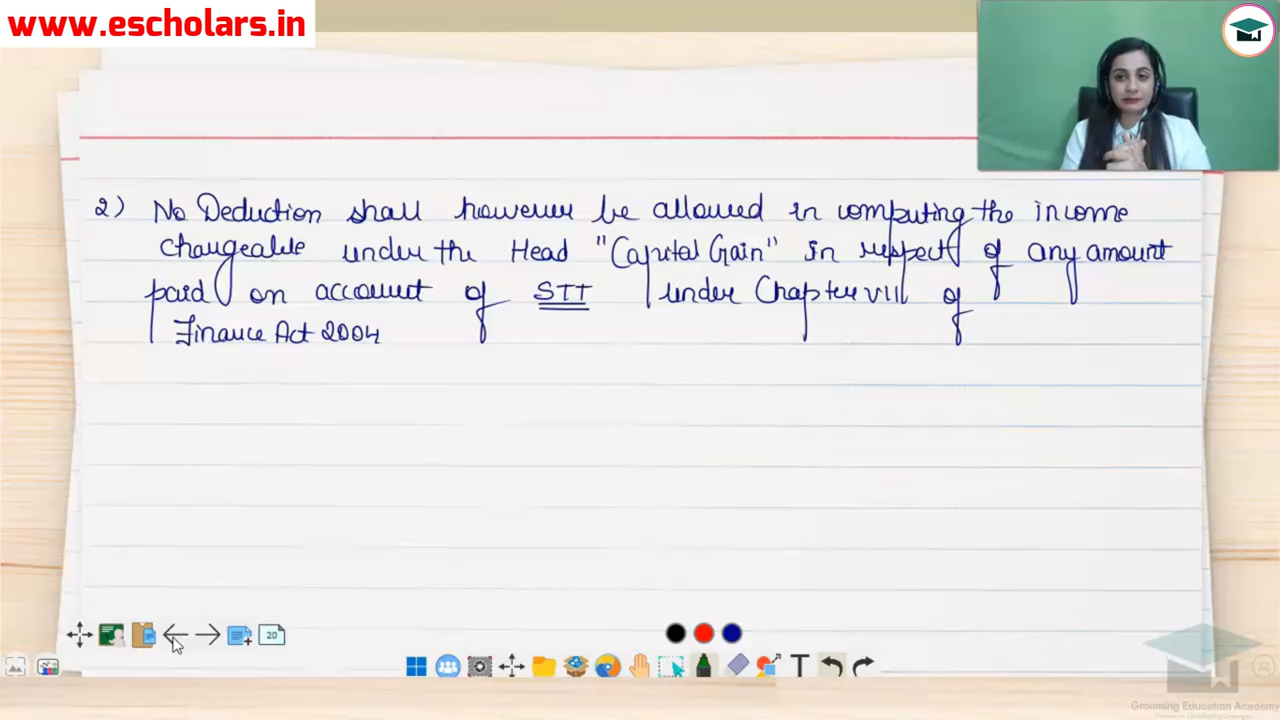 www.escholars.in
2) No Deduction shall however be allowed in computing the income
chargeable under the Head "Capital Gain" in respect of any amount
paid on account of STT under Chapter VIII of
Finance Act 2004
20
Grooming Education Academy